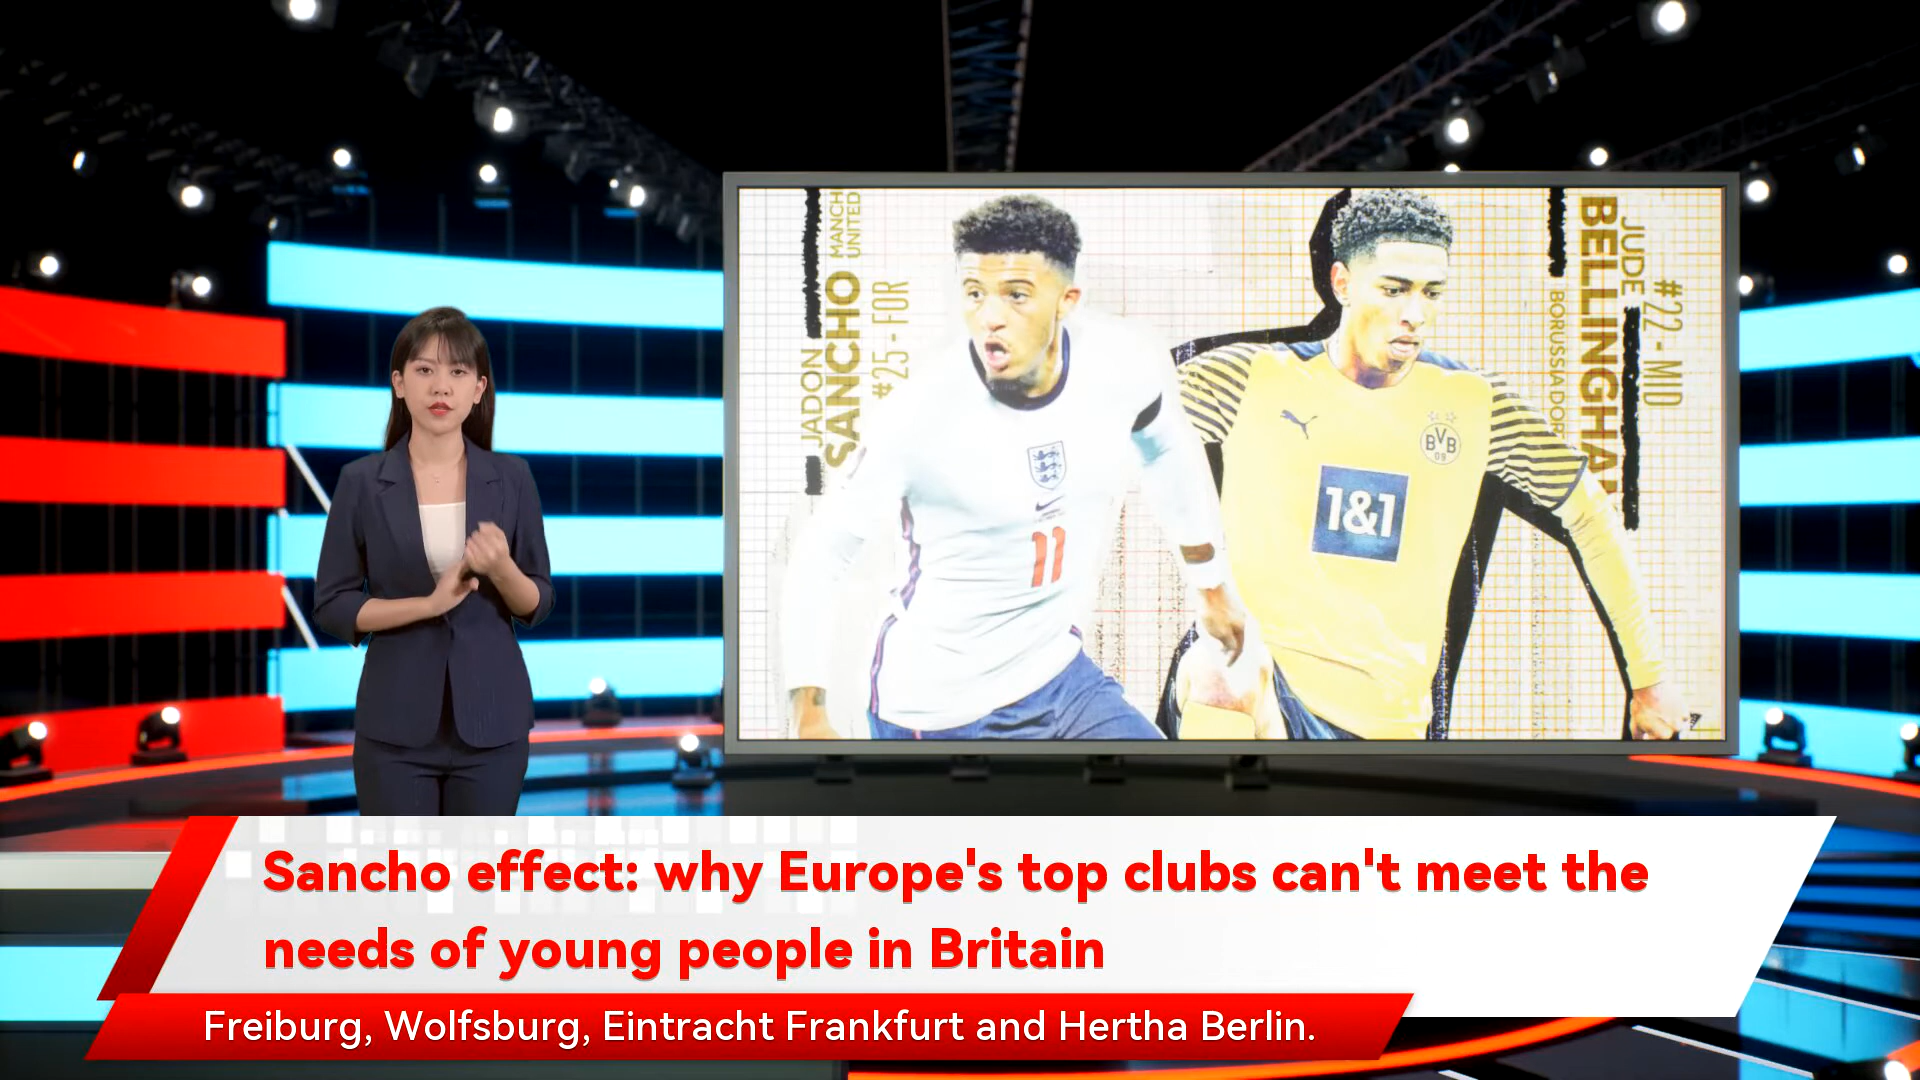 JADON
SANCHO
MANCH
UNITED
#25 - FOR
11
1&1
BVB
09
JUDE
BELLINGHA
BORUSSIA DOR
#22 - MID
Sancho effect: why Europe's top clubs can't meet the
needs of young people in Britain
Freiburg, Wolfsburg, Eintracht Frankfurt and Hertha Berlin.